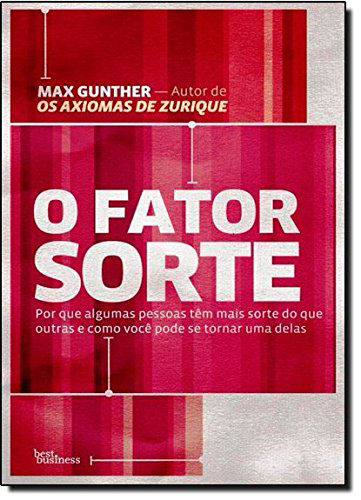 MAX GUNTHER — Autor de
OS AXIOMAS DE ZURIQUE
O FATOR
SORTE
Por que algumas pessoas têm mais sorte do que
outras e como você pode se tornar uma delas
best.
business